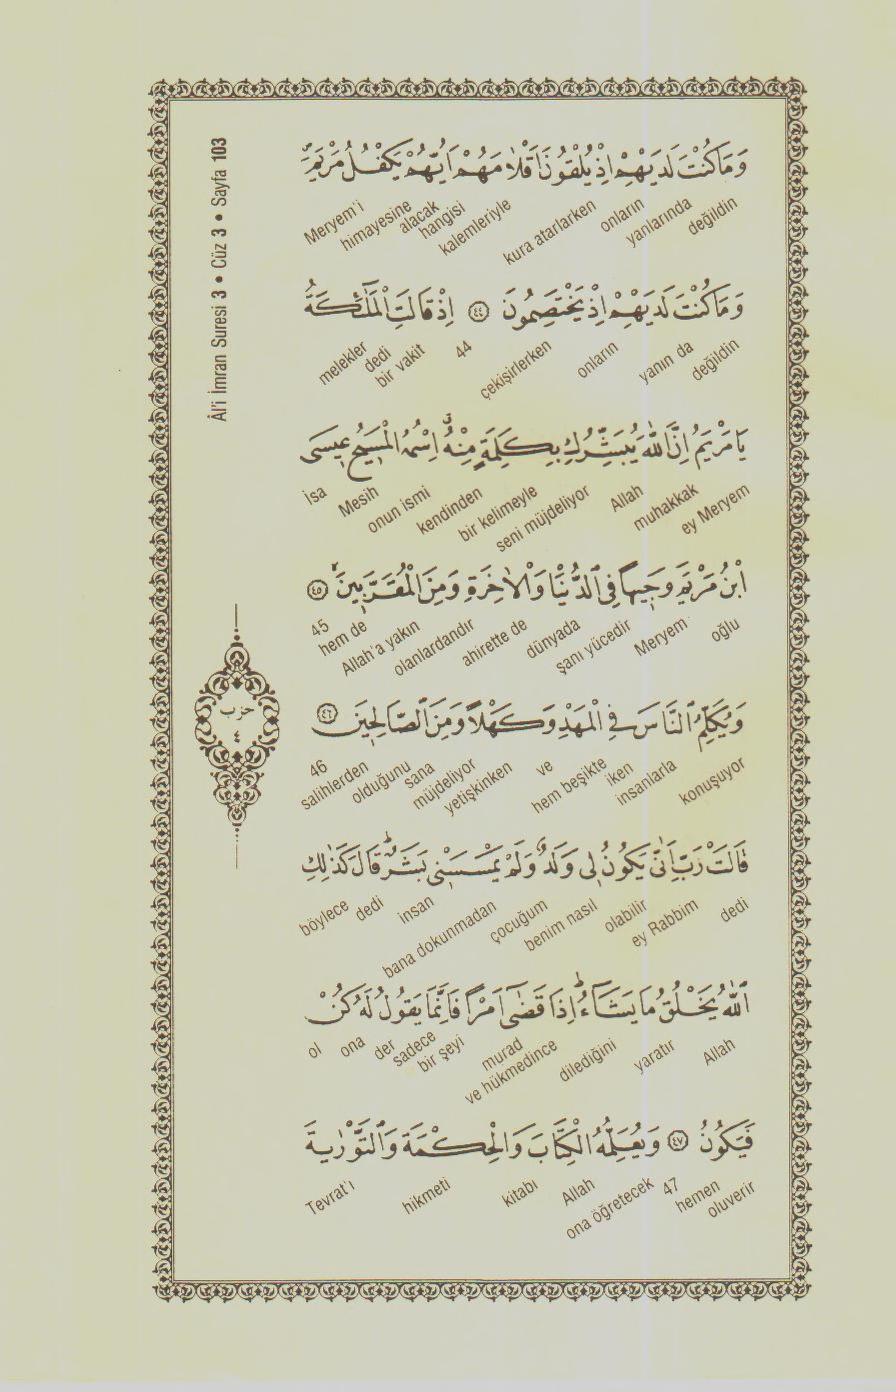 Âl'i İmran Suresi 3 • Cüz 3 • Sayfa 103
وَمَا كُنْتَ لَدَيْهِمْ اِذْ يُلْقُونَ اَقْلَامَهُمْ اَيُّهُمْ يَكْفُلُ مَرْيَمَۖ
değildin yanlarında onların kura atarlarken kalemleriyle hangisi alacak himayesine Meryem'i
وَمَا كُنْتَ لَدَيْهِمْ اِذْ يَخْتَصِمُونَ ﴿٤٤﴾ اِذْ قَالَتِ الْمَلٰٓئِكَةُ
değildin yanın da onların çekişirlerken 44 bir vakit dedi melekler
يَا مَرْيَمُ اِنَّ اللّٰهَ يُبَشِّرُكِ بِكَلِمَةٍ مِنْهُۗ اِسْمُهُ الْمَسٖيحُ عٖيسَى
ey Meryem muhakkak Allah seni müjdeliyor bir kelimeyle kendinden onun ismi Mesih İsa
ابْنُ مَرْيَمَ وَجٖيهاً فِي الدُّنْيَا وَالْاٰخِرَةِ وَمِنَ الْمُقَرَّبٖينَۙ ﴿٤٥﴾
oğlu Meryem şanı yücedir dünyada ahirette de olanlardandır Allah'a yakın hem de 45
حزب
٤
وَيُكَلِّمُ النَّاسَ فِي الْمَهْدِ وَكَهْلاً وَمِنَ الصَّالِحٖينَ ﴿٤٦﴾
konuşuyor insanlarla iken hem beşikte ve yetişkinken müjdeliyor sana olduğunu salihlerden 46
قَالَتْ رَبِّ اَنّٰى يَكُونُ لٖي وَلَدٌ وَلَمْ يَمْسَسْنٖي بَشَرٌۜ قَالَ كَذٰلِكِ
dedi ey Rabbim olabilir benim nasıl çocuğum bana dokunmadan insan dedi böylece
اللّٰهُ يَخْلُقُ مَا يَشَٓاءُۜ اِذَا قَضٰٓى اَمْراً فَاِنَّمَا يَقُولُ لَهُ كُنْ
Allah yaratır dilediğini ve hükmedince murad bir şeyi sadece der ona ol
فَيَكُونُ ﴿٤٧﴾ وَيُعَلِّمُهُ الْكِتَابَ وَالْحِكْمَةَ وَالتَّوْرٰيةَ
oluverir hemen 47 ona öğretecek Allah kitabı hikmeti Tevrat'ı